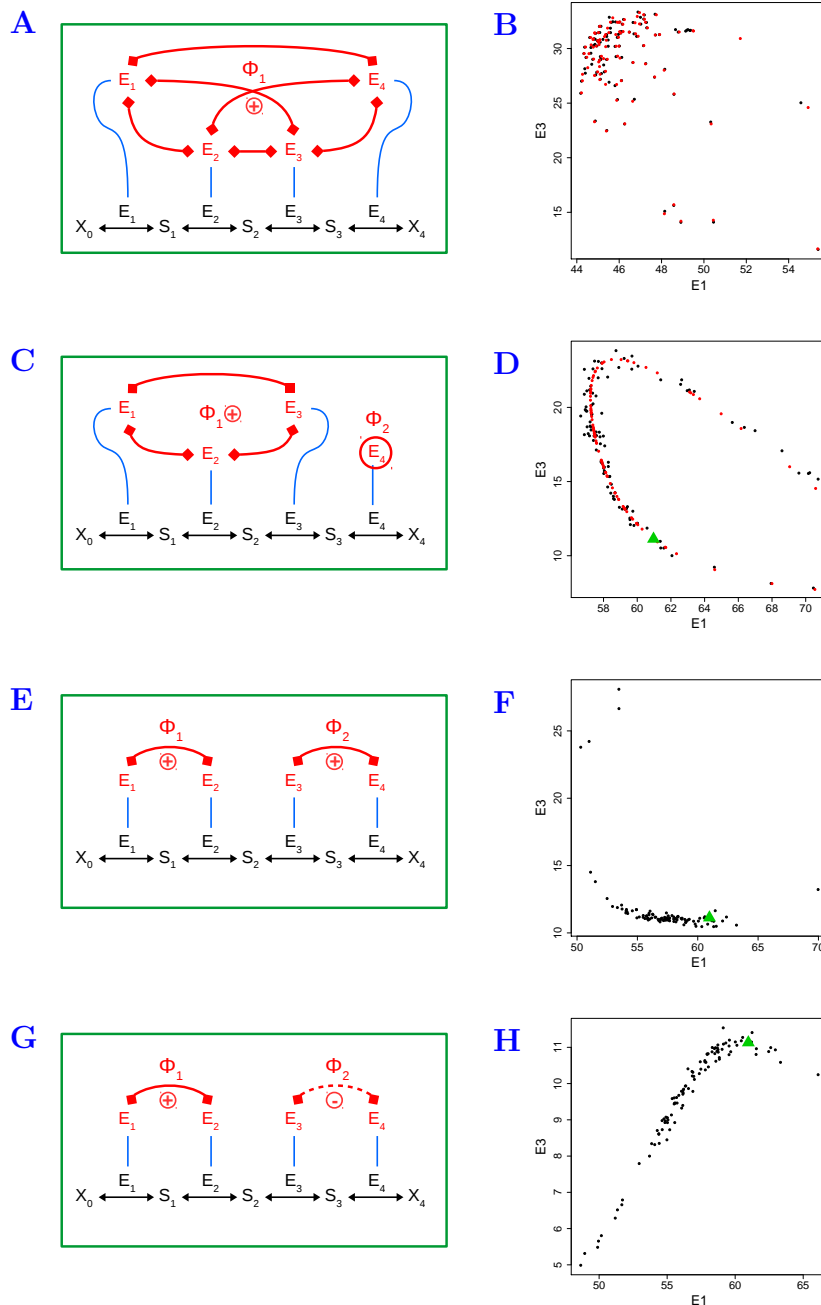 A
Φ1
+
E1 E4
E2 E3
E1 E2 E3 E4
X0 S1 S2 S3 X4
B
E3
15 20 25 30
44 46 48 50 52 54
E1
C
Φ1 +
Φ2
E1 E3
E2 E4
E1 E2 E3 E4
X0 S1 S2 S3 X4
D
E3
10 15 20
58 60 62 64 66 68 70
E1
E
Φ1 Φ2
+ +
E1 E2 E3 E4
E1 E2 E3 E4
X0 S1 S2 S3 X4
F
E3
10 15 20 25
50 55 60 65 70
E1
G
Φ1 Φ2
+ -
E1 E2 E3 E4
E1 E2 E3 E4
X0 S1 S2 S3 X4
H
E3
5 6 7 8 9 10 11
50 55 60 65
E1